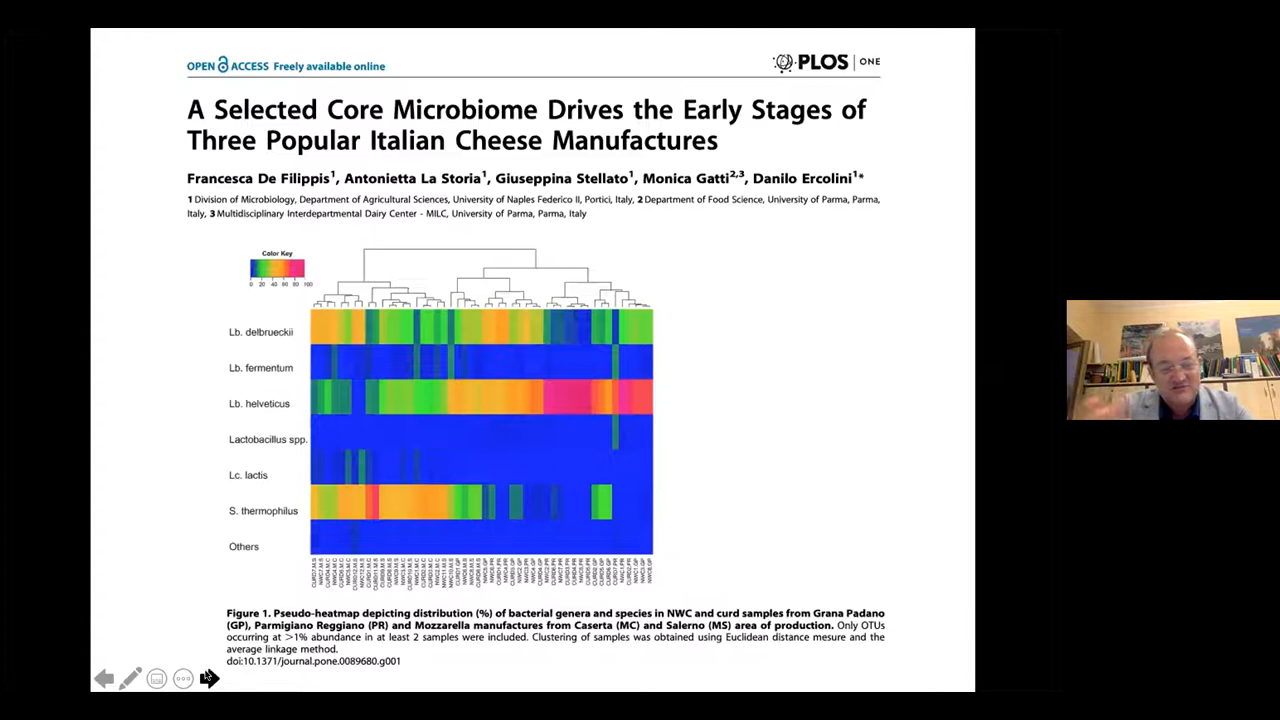 OPEN ACCESS Freely available online
PLOS ONE
A Selected Core Microbiome Drives the Early Stages of
Three Popular Italian Cheese Manufactures
Francesca De Filippis1, Antonietta La Storia1, Giuseppina Stellato1, Monica Gatti2,3, Danilo Ercolini1*
1 Division of Microbiology, Department of Agricultural Sciences, University of Naples Federico II, Portici, Italy, 2 Department of Food Science, University of Parma, Parma,
Italy, 3 Multidisciplinary Interdepartmental Dairy Center - MILC, University of Parma, Parma, Italy
Color Key
0 20 40 60 80 100
Lb. delbrueckii
Lb. fermentum
Lb. helveticus
Lactobacillus spp.
Lc. lactis
S. thermophilus
Others
Figure 1. Pseudo-heatmap depicting distribution (%) of bacterial genera and species in NWC and curd samples from Grana Padano
(GP), Parmigiano Reggiano (PR) and Mozzarella manufactures from Caserta (MC) and Salerno (MS) area of production. Only OTUs
occurring at >1% abundance in at least 2 samples were included. Clustering of samples was obtained using Euclidean distance mesure and the
average linkage method.
doi:10.1371/journal.pone.0089680.g001